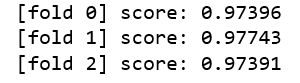 [fold 0] score: 0.97396
[fold 1] score: 0.97743
[fold 2] score: 0.97391